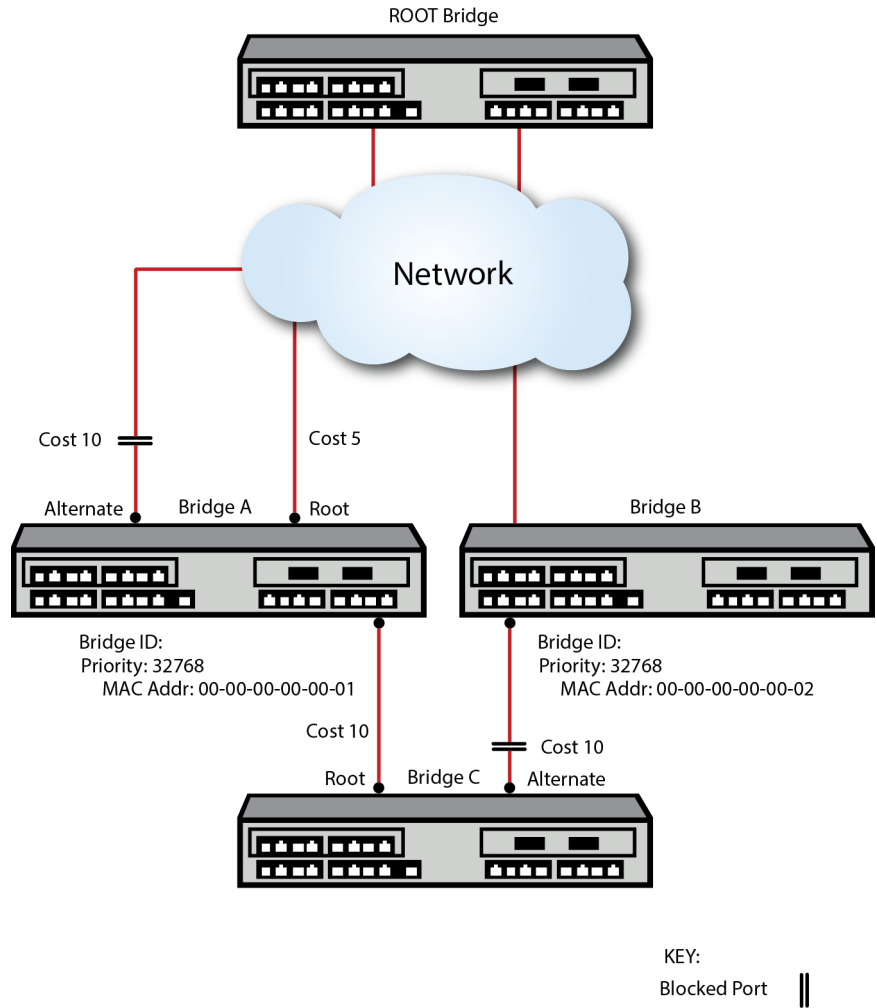 ROOT Bridge
Network
Cost 10
Cost 5
Alternate
Bridge A
Root
Bridge B
Bridge ID:
Priority: 32768
MAC Addr: 00-00-00-00-00-01
Bridge ID:
Priority: 32768
MAC Addr: 00-00-00-00-00-02
Cost 10
Cost 10
Root
Bridge C
Alternate
KEY:
Blocked Port